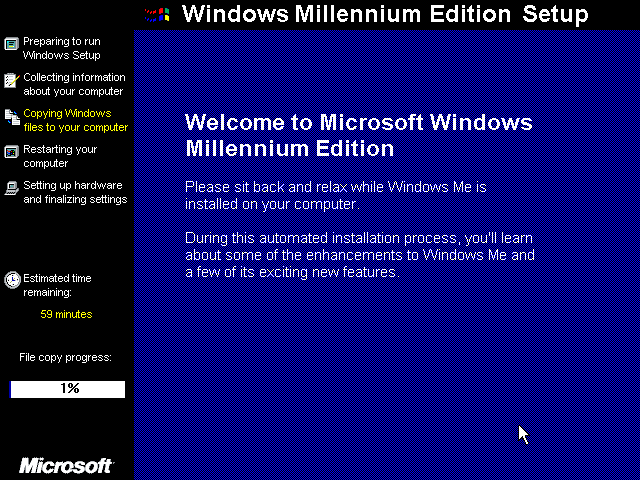 Windows Millennium Edition Setup
Preparing to run
Windows Setup
Collecting information
about your computer
Copying Windows
files to your computer
Restarting your
computer
Setting up hardware
and finalizing settings
Estimated time
remaining:
59 minutes
File copy progress:
1%
Microsoft
Welcome to Microsoft Windows
Millennium Edition
Please sit back and relax while Windows Me is
installed on your computer.
During this automated installation process, you'll learn
about some of the enhancements to Windows Me and
a few of its exciting new features.